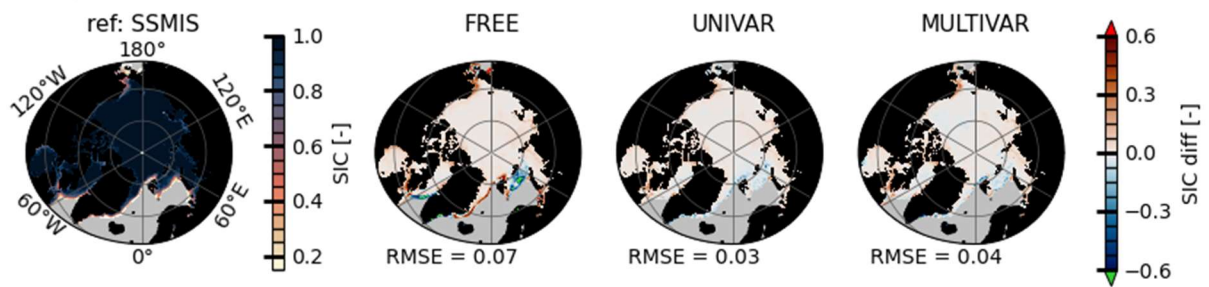 ref: SSMIS
FREE
UNIVAR
MULTIVAR
180°
120°W
120°E
60°W
60°E
0°
1.0
0.8
0.6
0.4
0.2
SIC [-]
RMSE = 0.07
RMSE = 0.03
RMSE = 0.04
0.6
0.3
0.0
−0.3
−0.6
SIC diff [-]